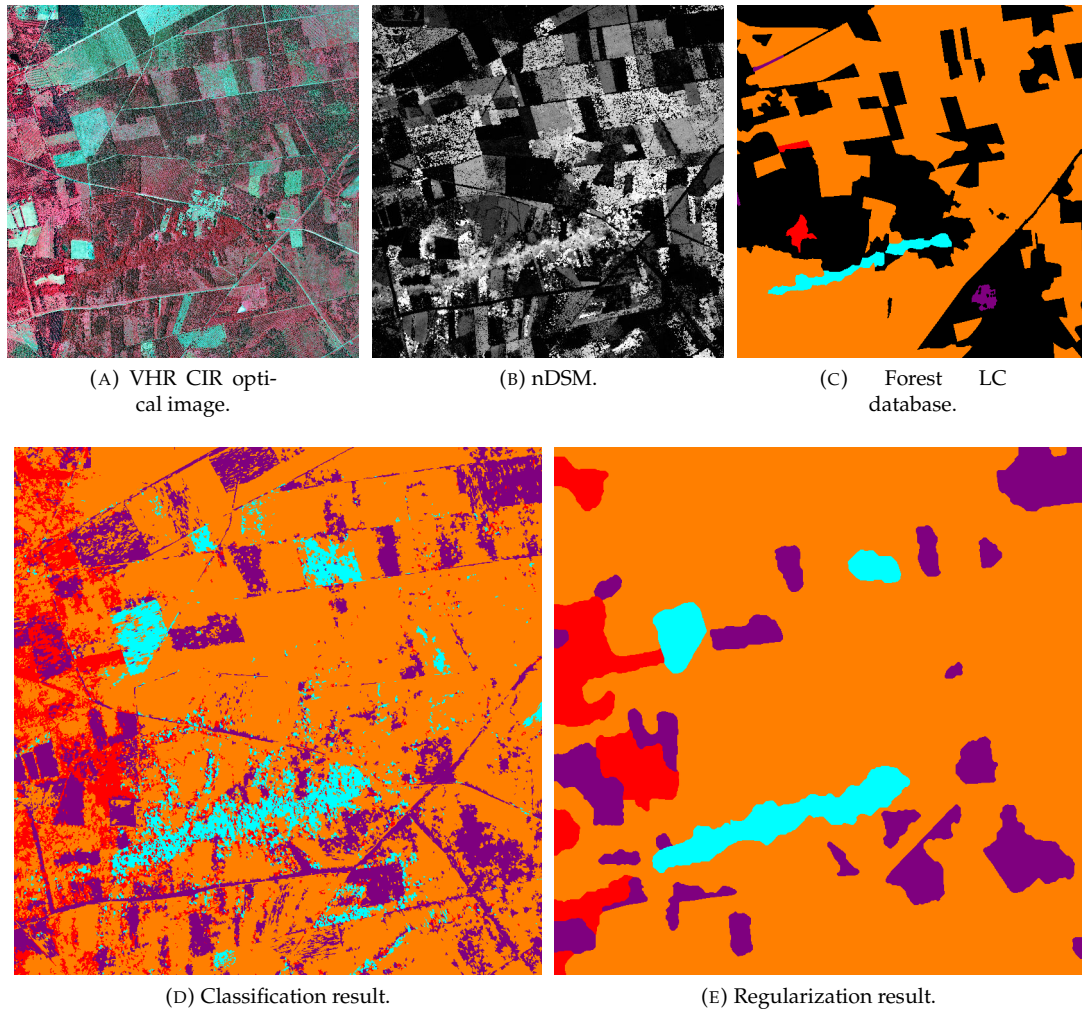 (A) VHR CIR opti-
cal image.
(B) nDSM.
(C) Forest LC
database.
(D) Classification result.
(E) Regularization result.